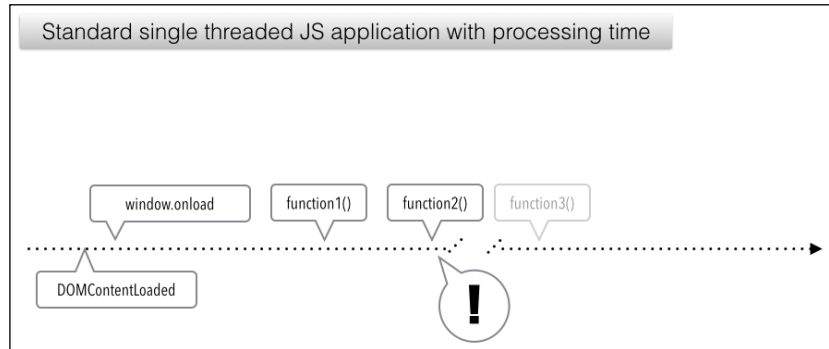 Standard single threaded JS application with processing time
window.onload
function1()
function2()
function3()
DOMContentLoaded
!